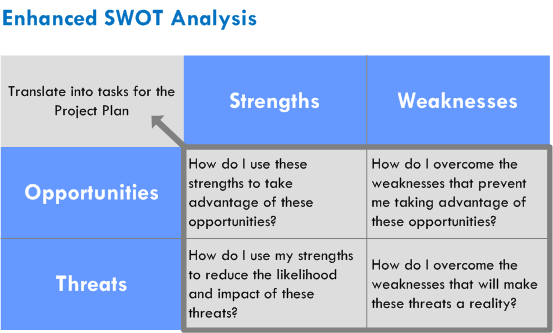 Enhanced SWOT Analysis
Translate into tasks for the
Project Plan
Strengths
Weaknesses
Opportunities
How do I use these
strengths to take
advantage of these
opportunities?
How do I overcome the
weaknesses that prevent
me taking advantage of
these opportunities?
Threats
How do I use my strengths
to reduce the likelihood
and impact of these
threats?
How do I overcome the
weaknesses that will make
these threats a reality?